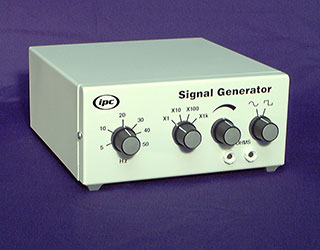 ipc
Signal Generator
5
10
20
30
40
50
Hz
X1
X10
X100
X1k
OHMS